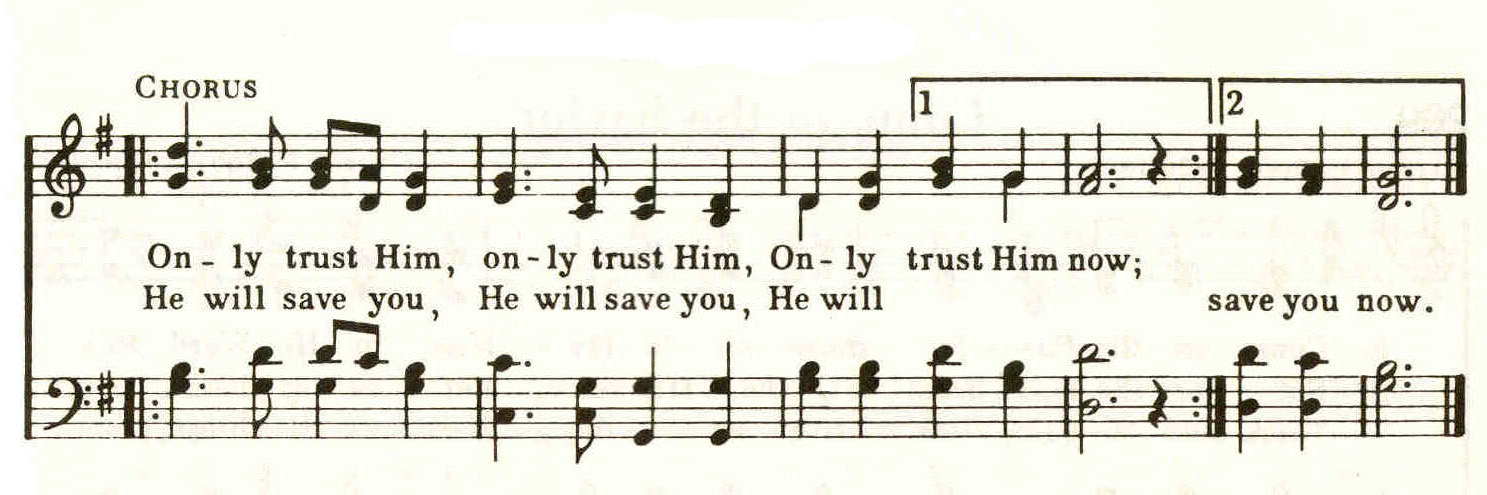 CHORUS
1 2
On - ly trust Him, on - ly trust Him, On - ly trust Him now;
He will save you, He will save you, He will save you now.